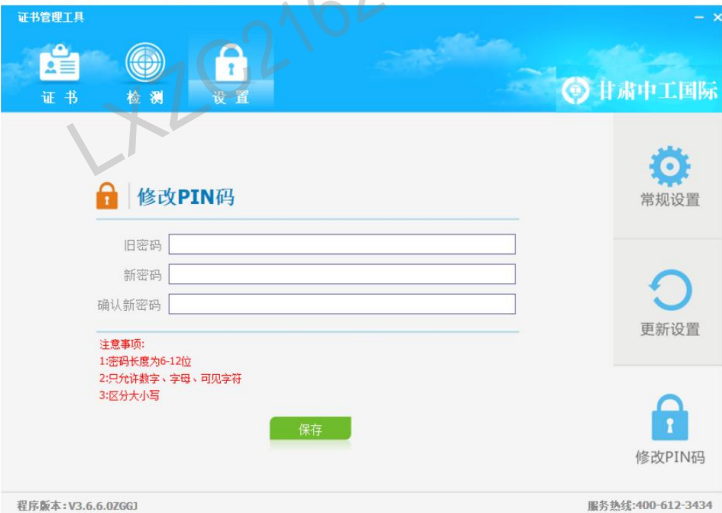 证书管理工具
证书
检测
设置
甘肃中工国际
LXZC2162
修改PIN码
旧密码
新密码
确认新密码
注意事项:
1:密码长度为6-12位
2:只允许数字、字母、可见字符
3:区分大小写
保存
常规设置
更新设置
修改PIN码
程序版本:V3.6.6.0ZGGJ
服务热线:400-612-3434